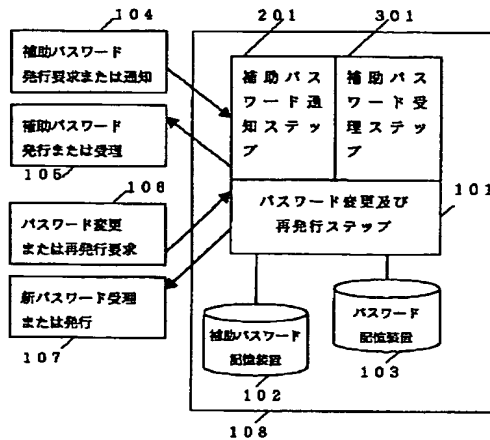 104
201
301
補助パスワード
発行要求または通知
補助パス
ワード通
知ステッ
プ
補助パス
ワード受
理ステッ
プ
補助パスワード
発行または受理
105
106
パスワード変更
または再発行要求
パスワード変更及び
再発行ステップ
101
新パスワード受理
または発行
107
補助パスワード
記憶装置
102
パスワード
記憶装置
103
108